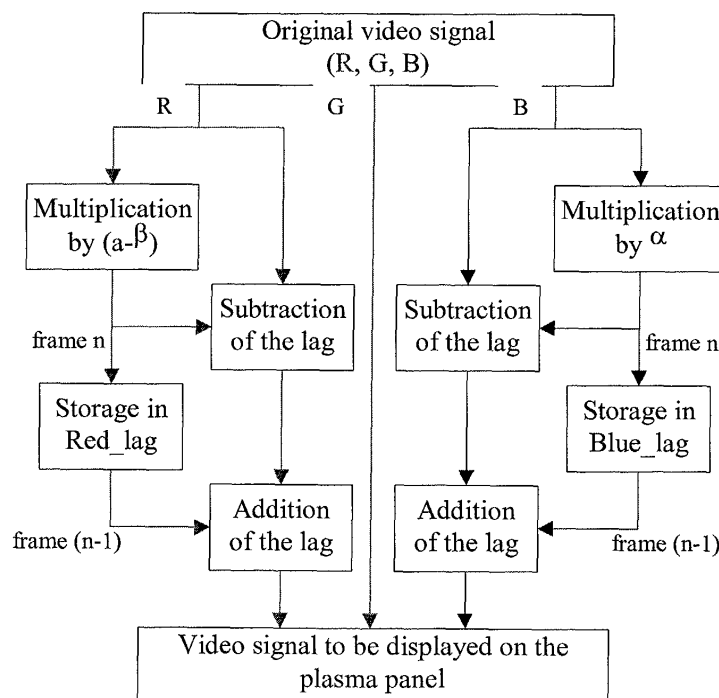 Original video signal
(R, G, B)
R
G
B
Multiplication
by (a-β)
Multiplication
by α
Subtraction
of the lag
Subtraction
of the lag
frame n
frame n
Storage in
Red_lag
Storage in
Blue_lag
Addition
of the lag
Addition
of the lag
frame (n-1)
frame (n-1)
Video signal to be displayed on the
plasma panel